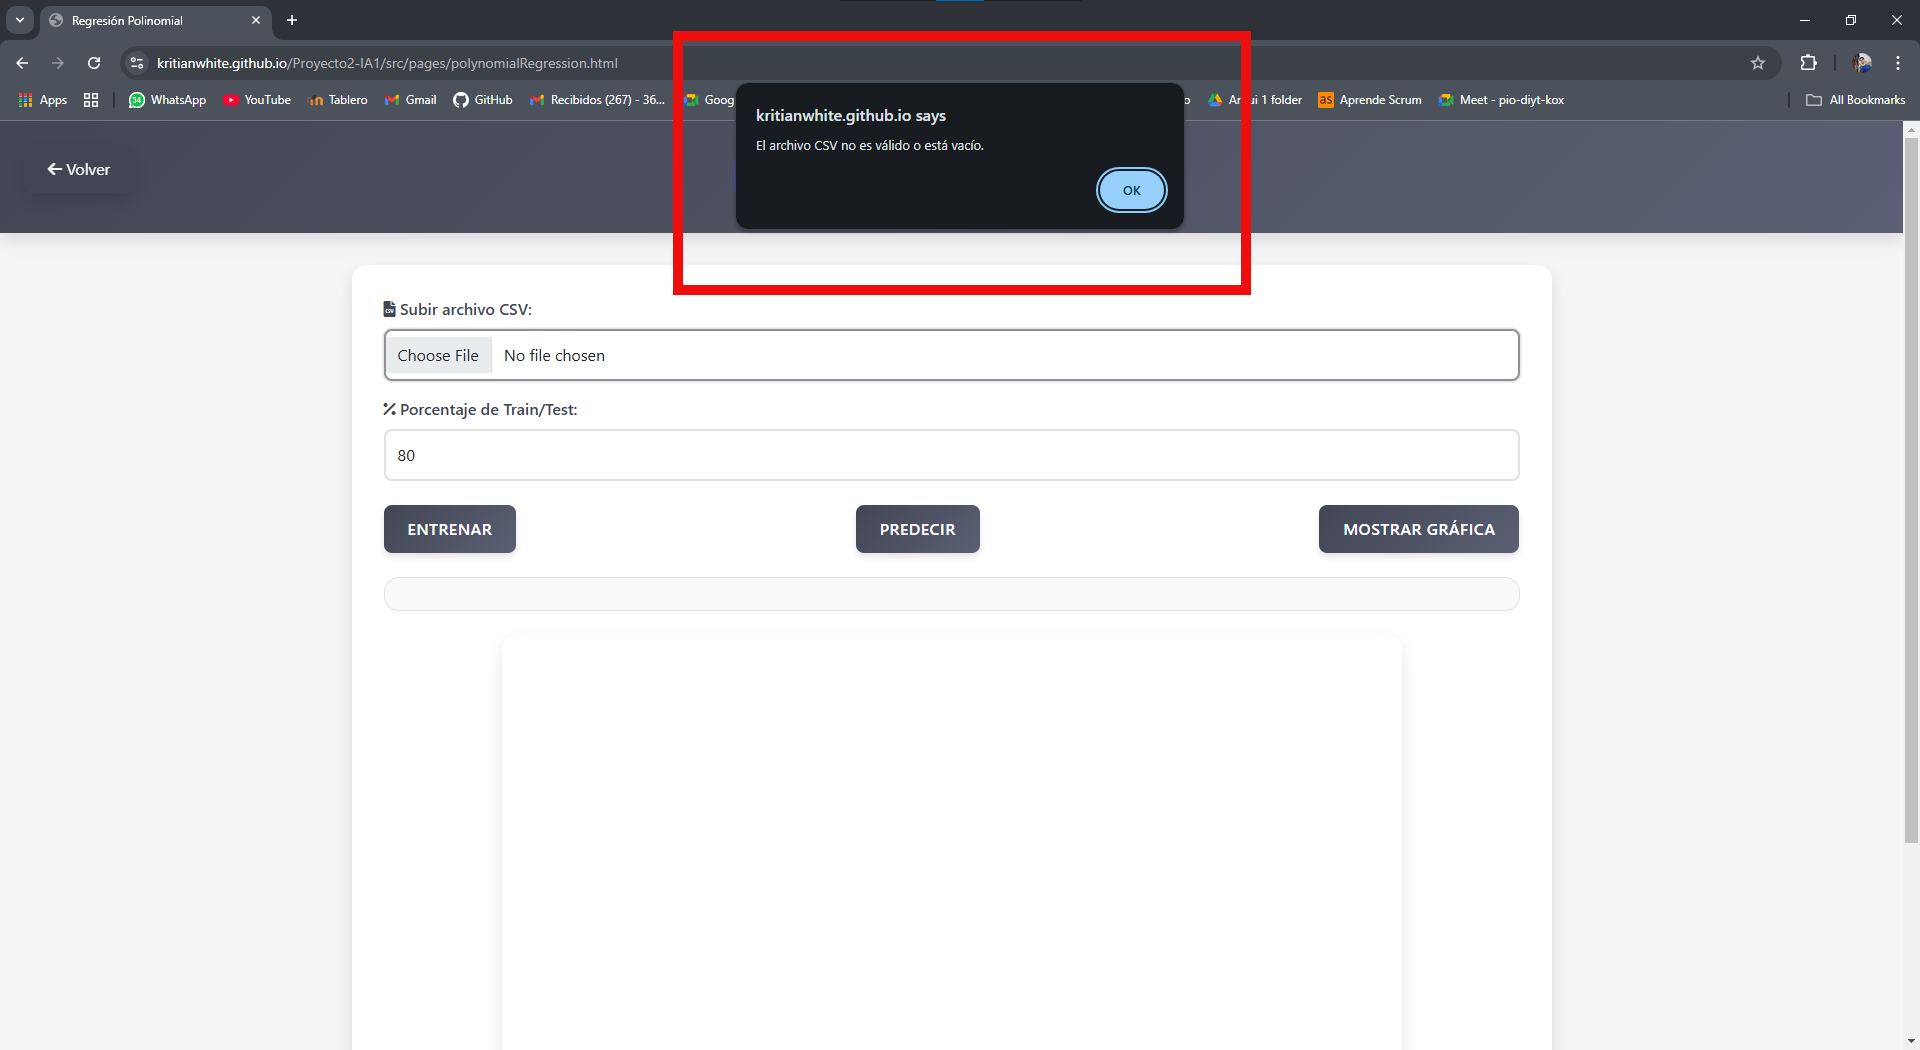 Regresión Polinomial
kritianwhite.github.io/Proyecto2-IA1/src/pages/polynomialRegression.html
Apps WhatsApp YouTube Tablero Gmail GitHub Recibidos (267) - 36... Goog o Ar ui 1 folder Aprende Scrum Meet - pio-diyt-kox All Bookmarks
kritianwhite.github.io says
El archivo CSV no es válido o está vacío.
OK
Volver
Subir archivo CSV:
Choose File No file chosen
Porcentaje de Train/Test:
80
ENTRENAR PREDECIR MOSTRAR GRÁFICA